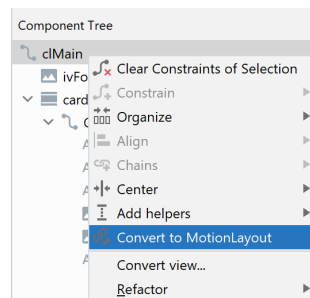 Component Tree
clMain
ivFo
Clear Constraints of Selection
card
Constrain
Organize
Align
Chains
Center
Add helpers
Convert to MotionLayout
Convert view...
Refactor